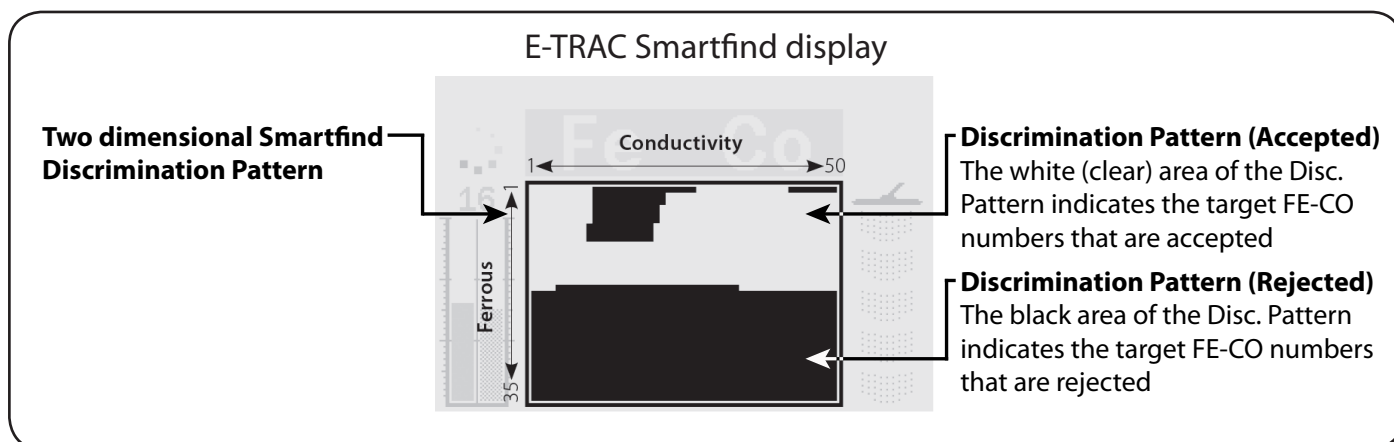 E-TRAC Smartfind display
Two dimensional Smartfind
Discrimination Pattern
Fe Co
Conductivity
1 50
16
1
Ferrous
35
Discrimination Pattern (Accepted)
The white (clear) area of the Disc.
Pattern indicates the target FE-CO
numbers that are accepted
Discrimination Pattern (Rejected)
The black area of the Disc. Pattern
indicates the target FE-CO numbers
that are rejected